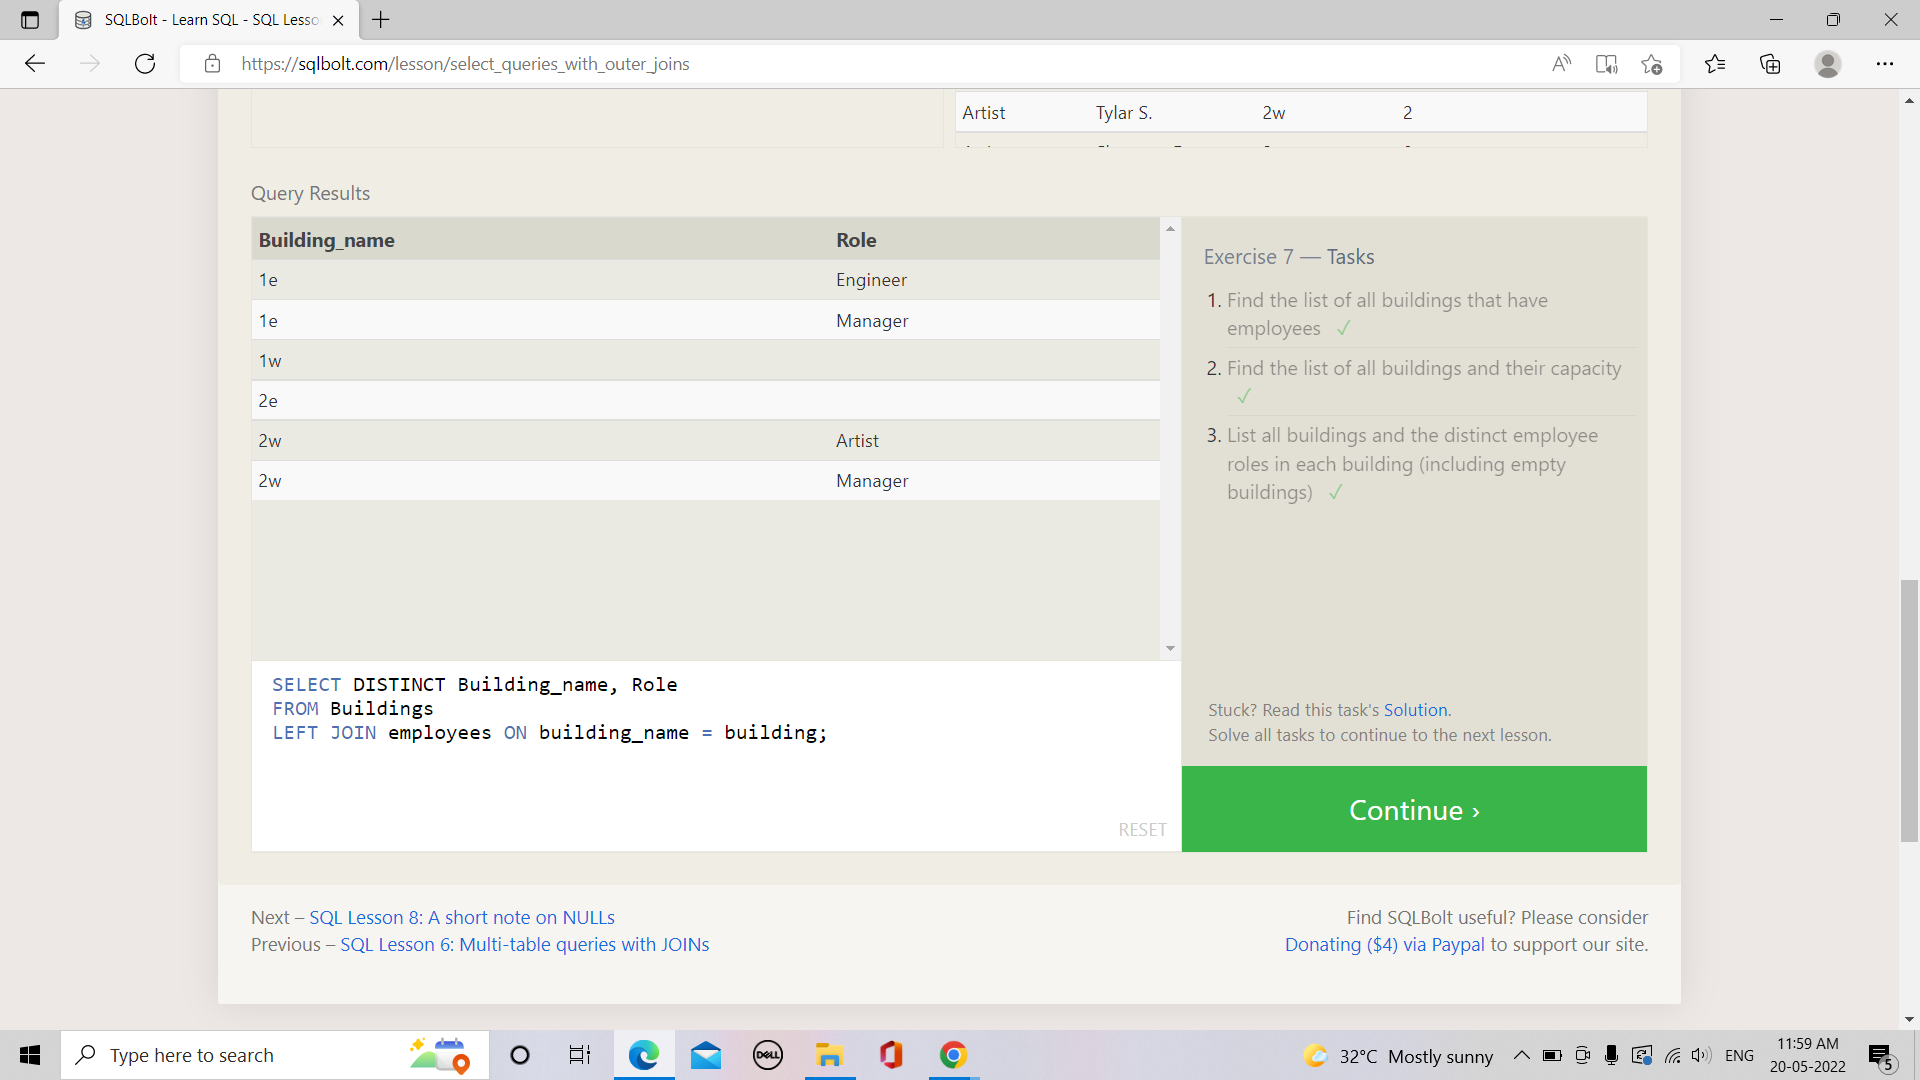 SQLBolt - Learn SQL - SQL Lesso
https://sqlbolt.com/lesson/select_queries_with_outer_joins
Artist Tylar S. 2w 2
Query Results
Building_name Role
1e Engineer
1e Manager
1w
2e
2w Artist
2w Manager
Exercise 7 — Tasks
1. Find the list of all buildings that have
employees ✓
2. Find the list of all buildings and their capacity
✓
3. List all buildings and the distinct employee
roles in each building (including empty
buildings) ✓
SELECT DISTINCT Building_name, Role
FROM Buildings
LEFT JOIN employees ON building_name = building;
RESET
Stuck? Read this task's Solution.
Solve all tasks to continue to the next lesson.
Continue ›
Next – SQL Lesson 8: A short note on NULLs
Previous – SQL Lesson 6: Multi-table queries with JOINs
Find SQLBolt useful? Please consider
Donating ($4) via Paypal to support our site.
Type here to search
DELL
32°C Mostly sunny
ENG
11:59 AM
20-05-2022
5